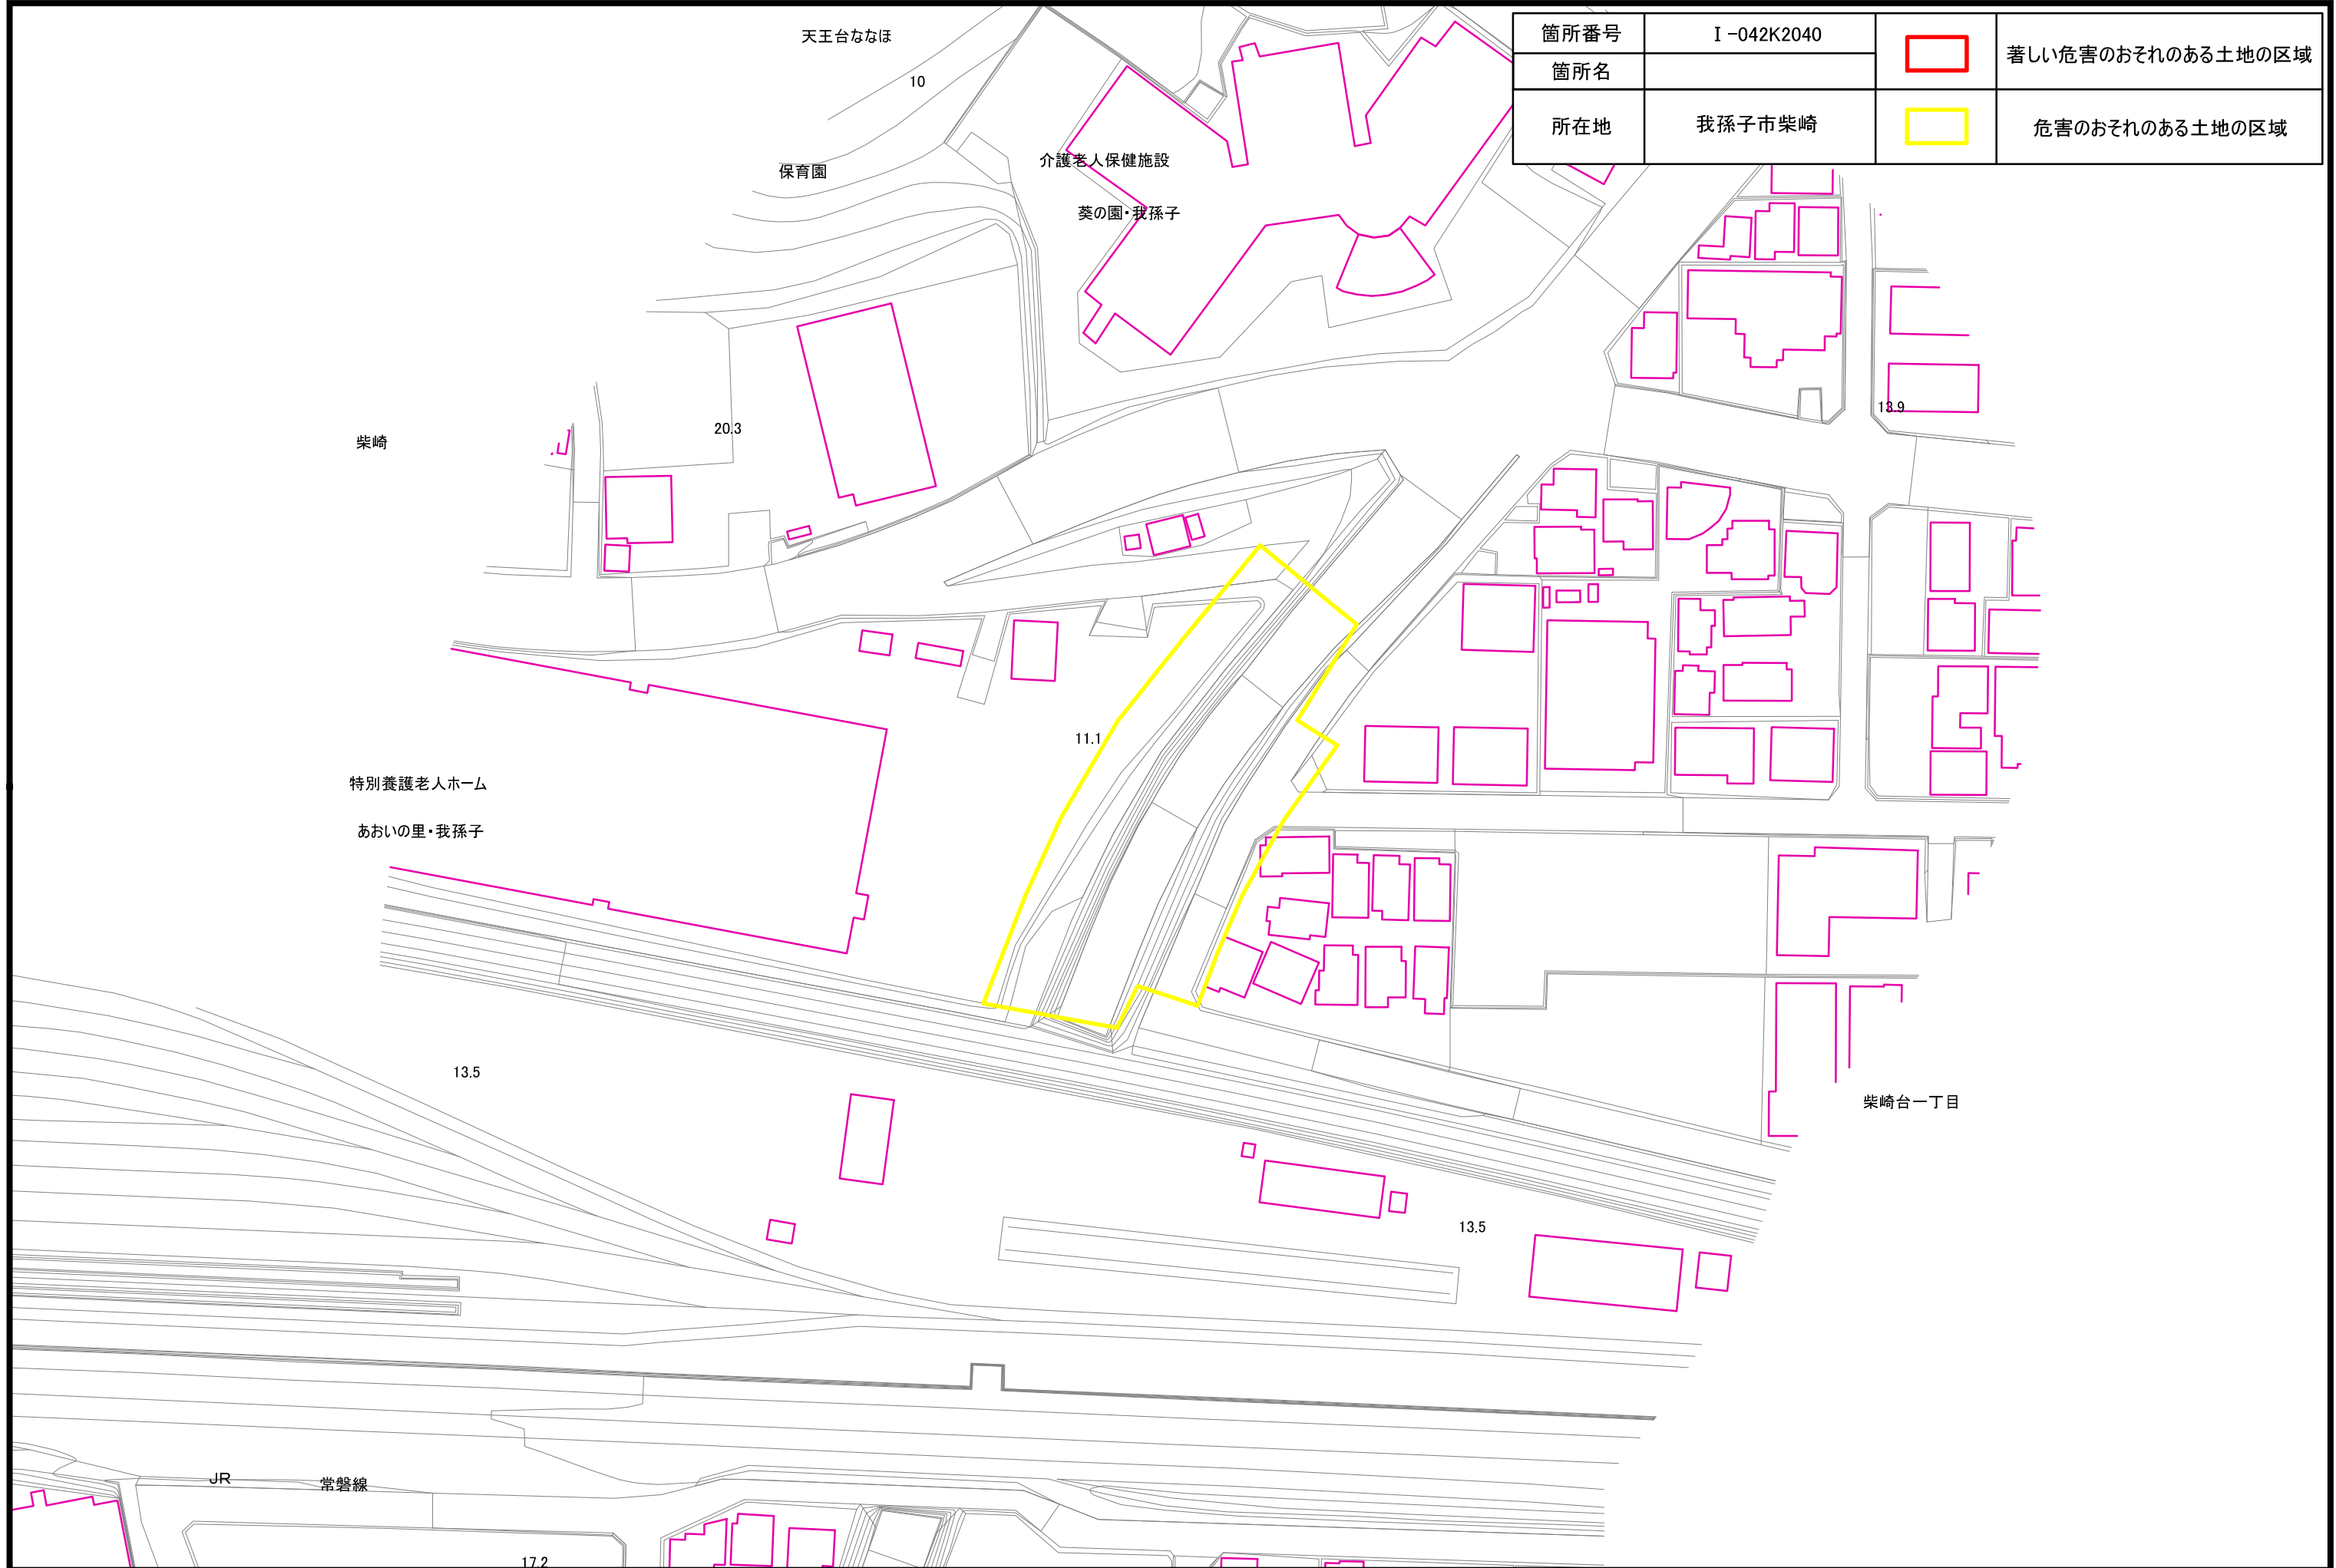 箇所番号 Ⅰ-042K2040
著しい危害のおそれのある土地の区域
箇所名
所在地 我孫子市柴崎
危害のおそれのある土地の区域
天王台ななほ
10
保育園
介護老人保健施設
葵の園・我孫子
13.9
20.3
柴崎
11.1
特別養護老人ホーム
あおいの里・我孫子
13.5
柴崎台一丁目
13.5
JR 常磐線
17.2